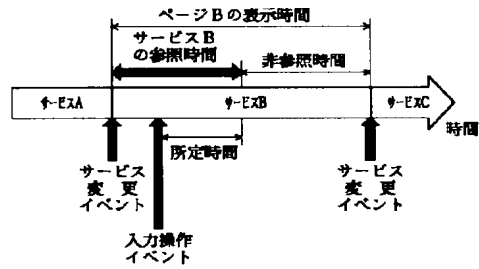 ページBの表示時間
サービスB
の参照時間
非参照時間
サービスA
サービスB
サービスC
時間
所定時間
サービス
変更
イベント
サービス
変更
イベント
入力操作
イベント